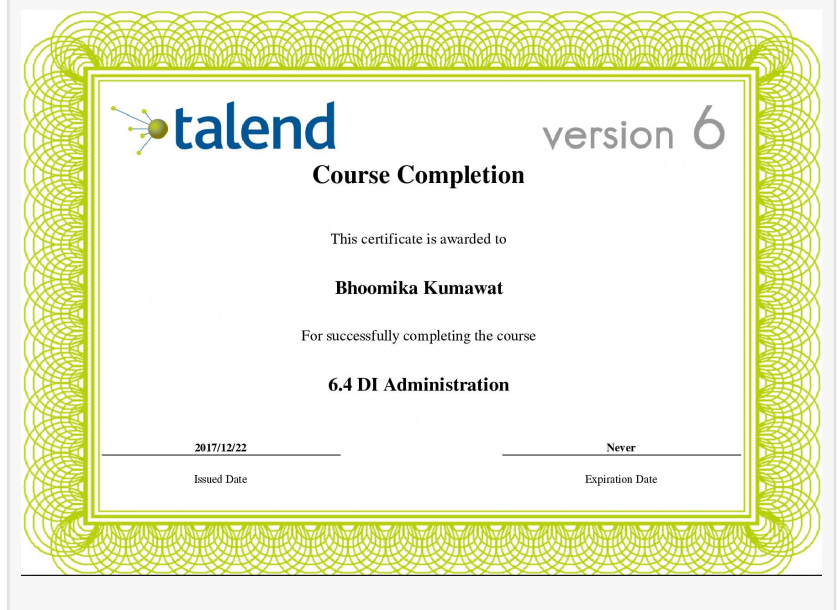 talend
version 6
Course Completion
This certificate is awarded to
Bhoomika Kumawat
For successfully completing the course
6.4 DI Administration
2017/12/22
Never
Issued Date
Expiration Date